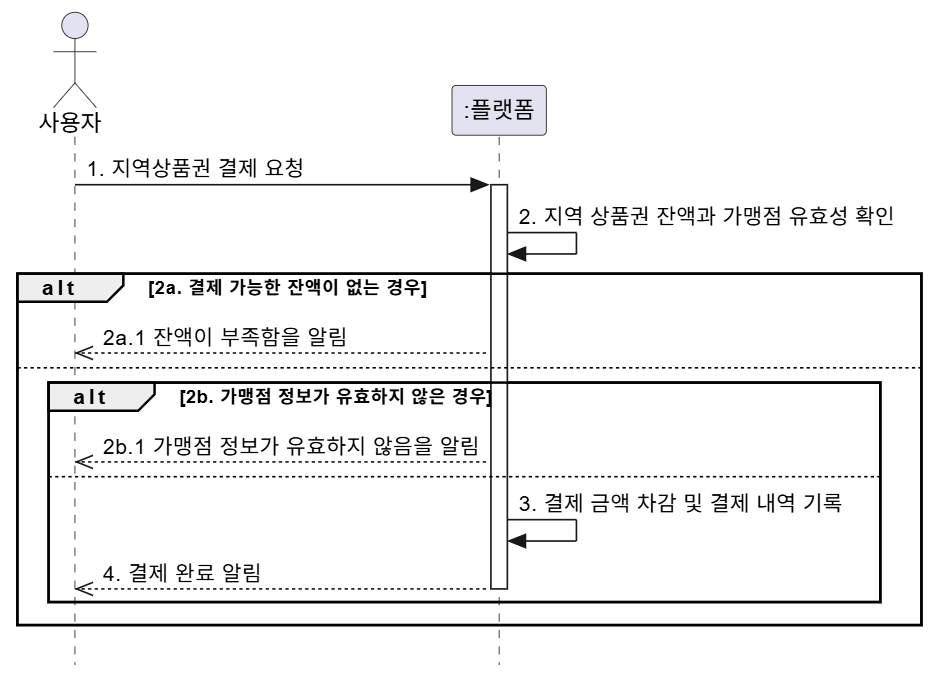 사용자
:플랫폼
1. 지역상품권 결제 요청
2. 지역 상품권 잔액과 가맹점 유효성 확인
alt [2a. 결제 가능한 잔액이 없는 경우]
2a.1 잔액이 부족함을 알림
alt [2b. 가맹점 정보가 유효하지 않은 경우]
2b.1 가맹점 정보가 유효하지 않음을 알림
3. 결제 금액 차감 및 결제 내역 기록
4. 결제 완료 알림